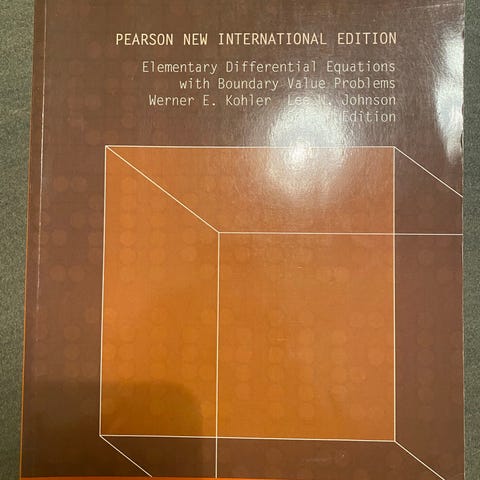 PEARSON NEW INTERNATIONAL EDITION
Elementary Differential Equations
with Boundary Value Problems
Werner E. Kohler Lee Johnson
Edition